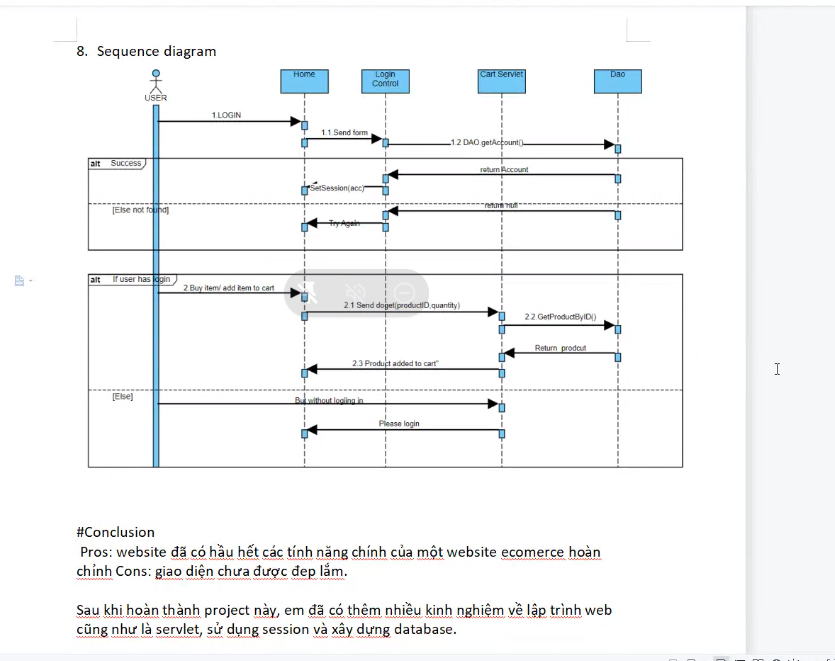 8. Sequence diagram
Home
Login
Control
Cart Servlet
Dao
USER
1.LOGIN
1.1.Send form
1.2 DAO.getAccount()
alt Success
return Account
SetSession(acc)
[Else not found]
return null
Try Again
alt If user has login
2.Buy item/ add item to cart
2.1 Send doget(productID,quantity)
2.2 GetProductByID()
Return prodcut
2.3 Product added to cart"
[Else]
But without logiing in
Please login
#Conclusion
Pros: website đã có hầu hết các tính năng chính của một website ecomerce hoàn
chỉnh Cons: giao diện chưa được đep lắm.
Sau khi hoàn thành project này, em đã có thêm nhiều kinh nghiệm về lập trình web
cũng như là servlet, sử dụng session và xây dựng database.